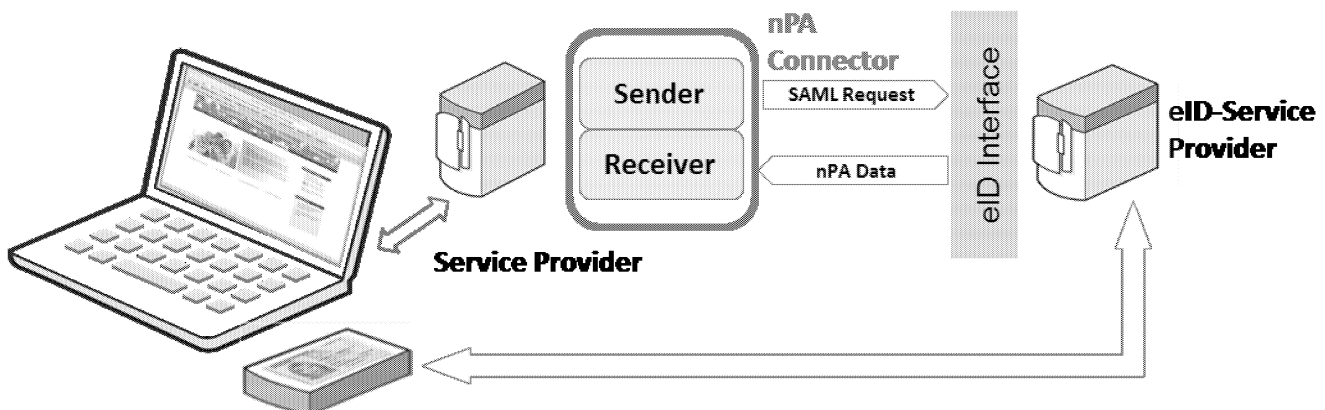 nPA
Connector
Sender
SAML Request
Receiver
nPA Data
eID Interface
eID-Service
Provider
Service Provider